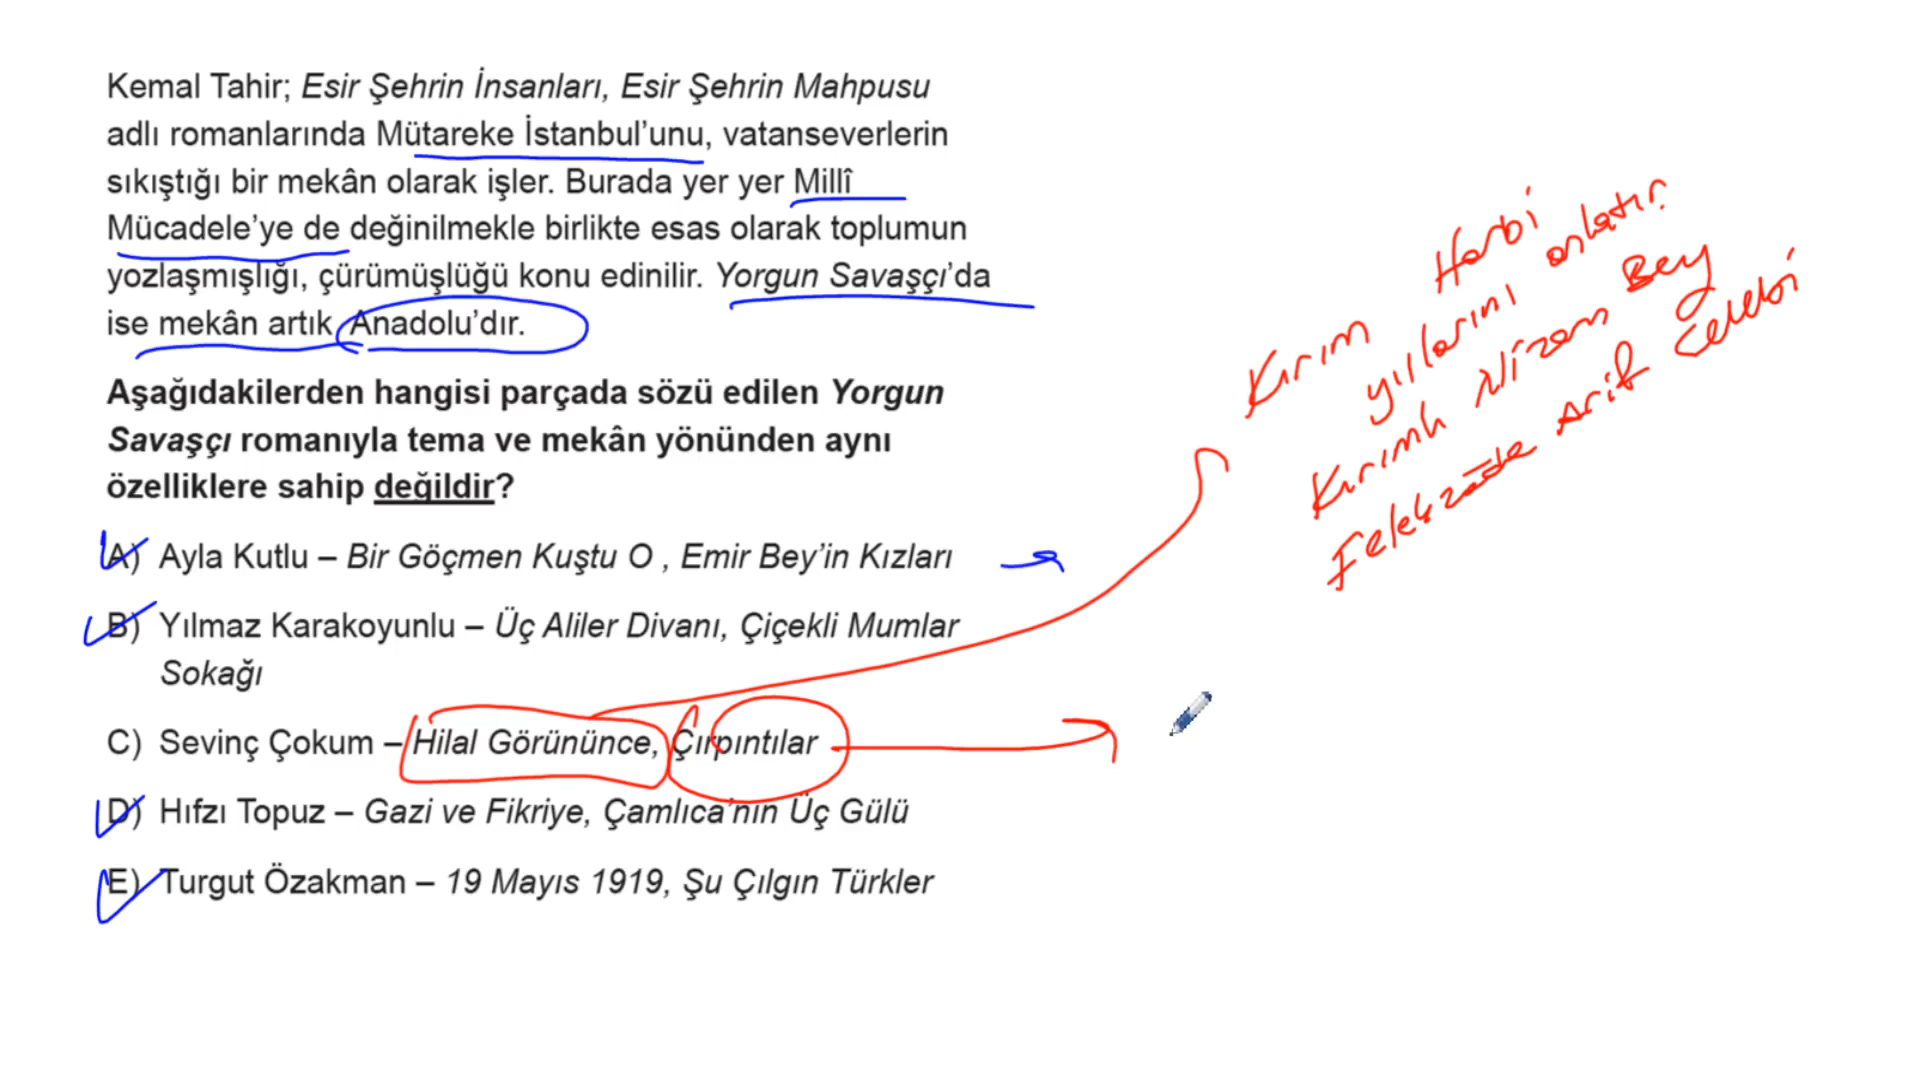 Kemal Tahir; Esir Şehrin İnsanları, Esir Şehrin Mahpusu
adlı romanlarında Mütareke İstanbul’unu, vatanseverlerin
sıkıştığı bir mekân olarak işler. Burada yer yer Millî
Mücadele’ye de değinilmekle birlikte esas olarak toplumun
yozlaşmışlığı, çürümüşlüğü konu edinilir. Yorgun Savaşçı’da
ise mekân artık Anadolu’dır.
Aşağıdakilerden hangisi parçada sözü edilen Yorgun
Savaşçı romanıyla tema ve mekân yönünden aynı
özelliklere sahip değildir?
A) Ayla Kutlu – Bir Göçmen Kuştu O , Emir Bey’in Kızları
B) Yılmaz Karakoyunlu – Üç Aliler Divanı, Çiçekli Mumlar
Sokağı
C) Sevinç Çokum – Hilal Görününce, Çırpıntılar
D) Hıfzı Topuz – Gazi ve Fikriye, Çamlıca’nın Üç Gülü
E) Turgut Özakman – 19 Mayıs 1919, Şu Çılgın Türkler
Kırım Harbi
yıllarını anlatır.
Kırımlı Nizam Bey
Felekzade Arif Çelebi